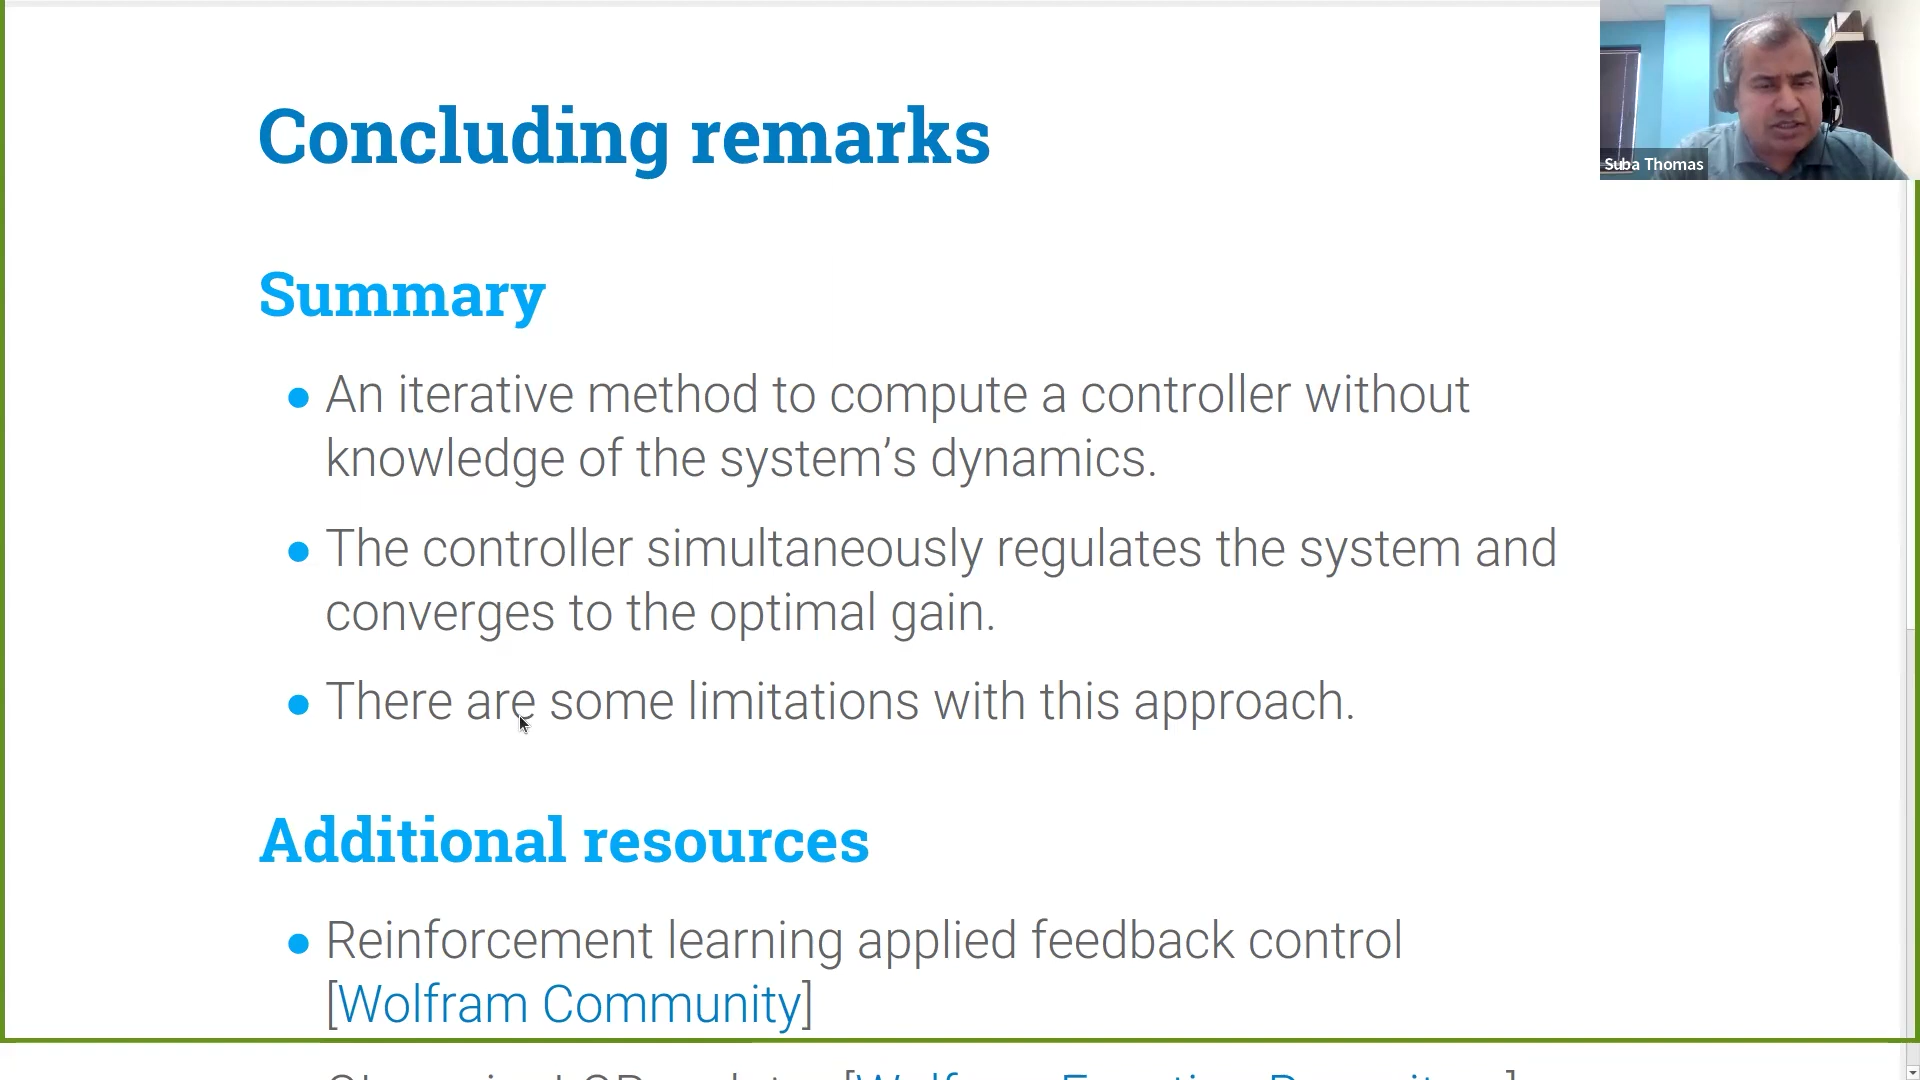 Concluding remarks
Suba Thomas
Summary
An iterative method to compute a controller without
knowledge of the system’s dynamics.
The controller simultaneously regulates the system and
converges to the optimal gain.
There are some limitations with this approach.
Additional resources
Reinforcement learning applied feedback control
[Wolfram Community]